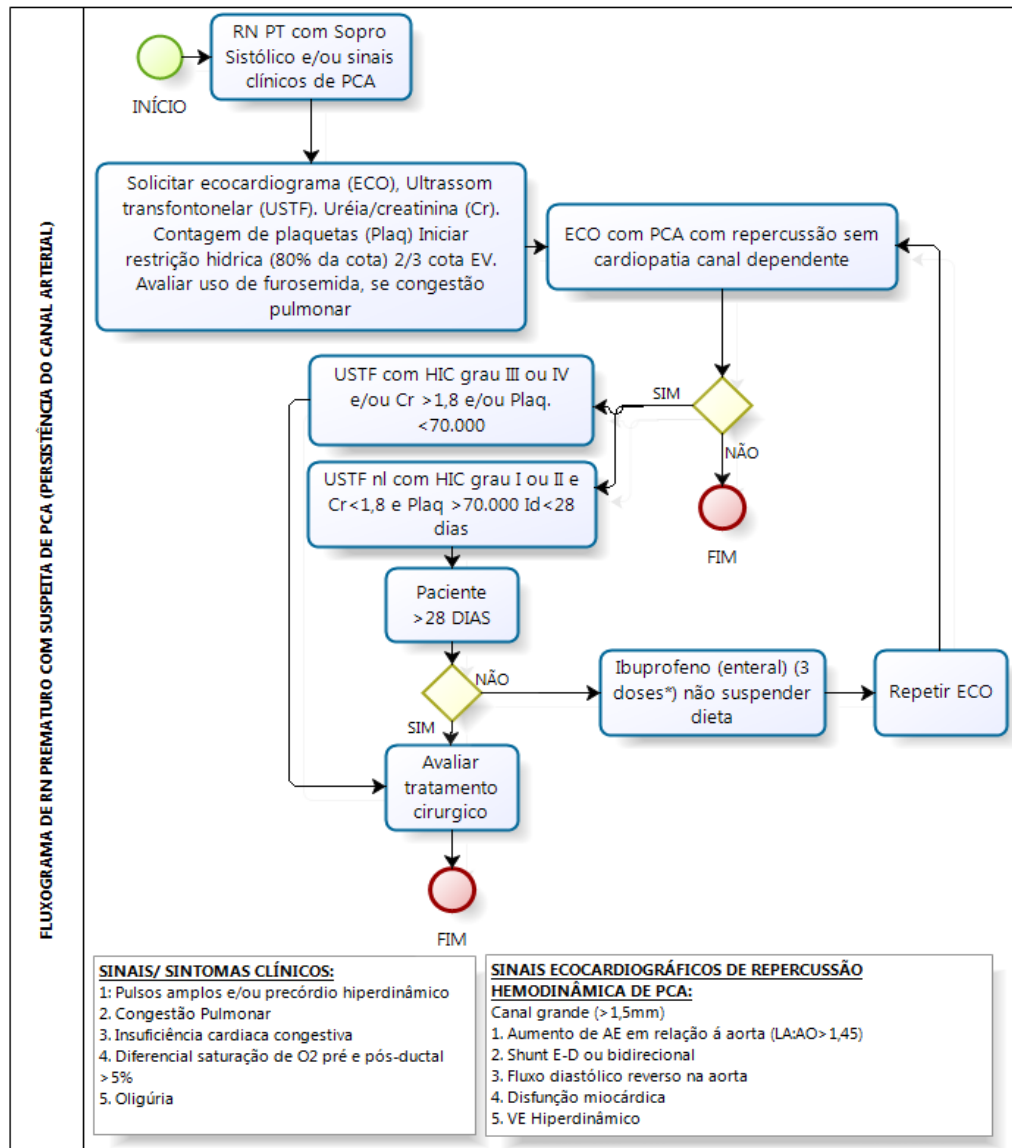 FLUXOGRAMA DE RN PREMATURO COM SUSPEITA DE PCA (PERSISTÊNCIA DO CANAL ARTERIAL)
INÍCIO
RN PT com Sopro
Sistólico e/ou sinais
clínicos de PCA
Solicitar ecocardiograma (ECO), Ultrassom
transfontonelar (USTF). Uréia/creatinina (Cr).
Contagem de plaquetas (Plaq) Iniciar
restrição hidrica (80% da cota) 2/3 cota EV.
Avaliar uso de furosemida, se congestão
pulmonar
ECO com PCA com repercussão sem
cardiopatia canal dependente
SIM
NÃO
FIM
USTF com HIC grau III ou IV
e/ou Cr >1,8 e/ou Plaq.
<70.000
USTF nl com HIC grau I ou II e
Cr<1,8 e Plaq >70.000 Id<28
dias
Paciente
>28 DIAS
NÃO
SIM
Ibuprofeno (enteral) (3
doses*) não suspender
dieta
Repetir ECO
Avaliar
tratamento
cirurgico
FIM
SINAIS/ SINTOMAS CLÍNICOS:
1: Pulsos amplos e/ou precórdio hiperdinâmico
2. Congestão Pulmonar
3. Insuficiência cardiaca congestiva
4. Diferencial saturação de O2 pré e pós-ductal
>5%
5. Oligúria
SINAIS ECOCARDIOGRÁFICOS DE REPERCUSSÃO
HEMODINÂMICA DE PCA:
Canal grande (>1,5mm)
1. Aumento de AE em relação á aorta (LA:AO>1,45)
2. Shunt E-D ou bidirecional
3. Fluxo diastólico reverso na aorta
4. Disfunção miocárdica
5. VE Hiperdinâmico